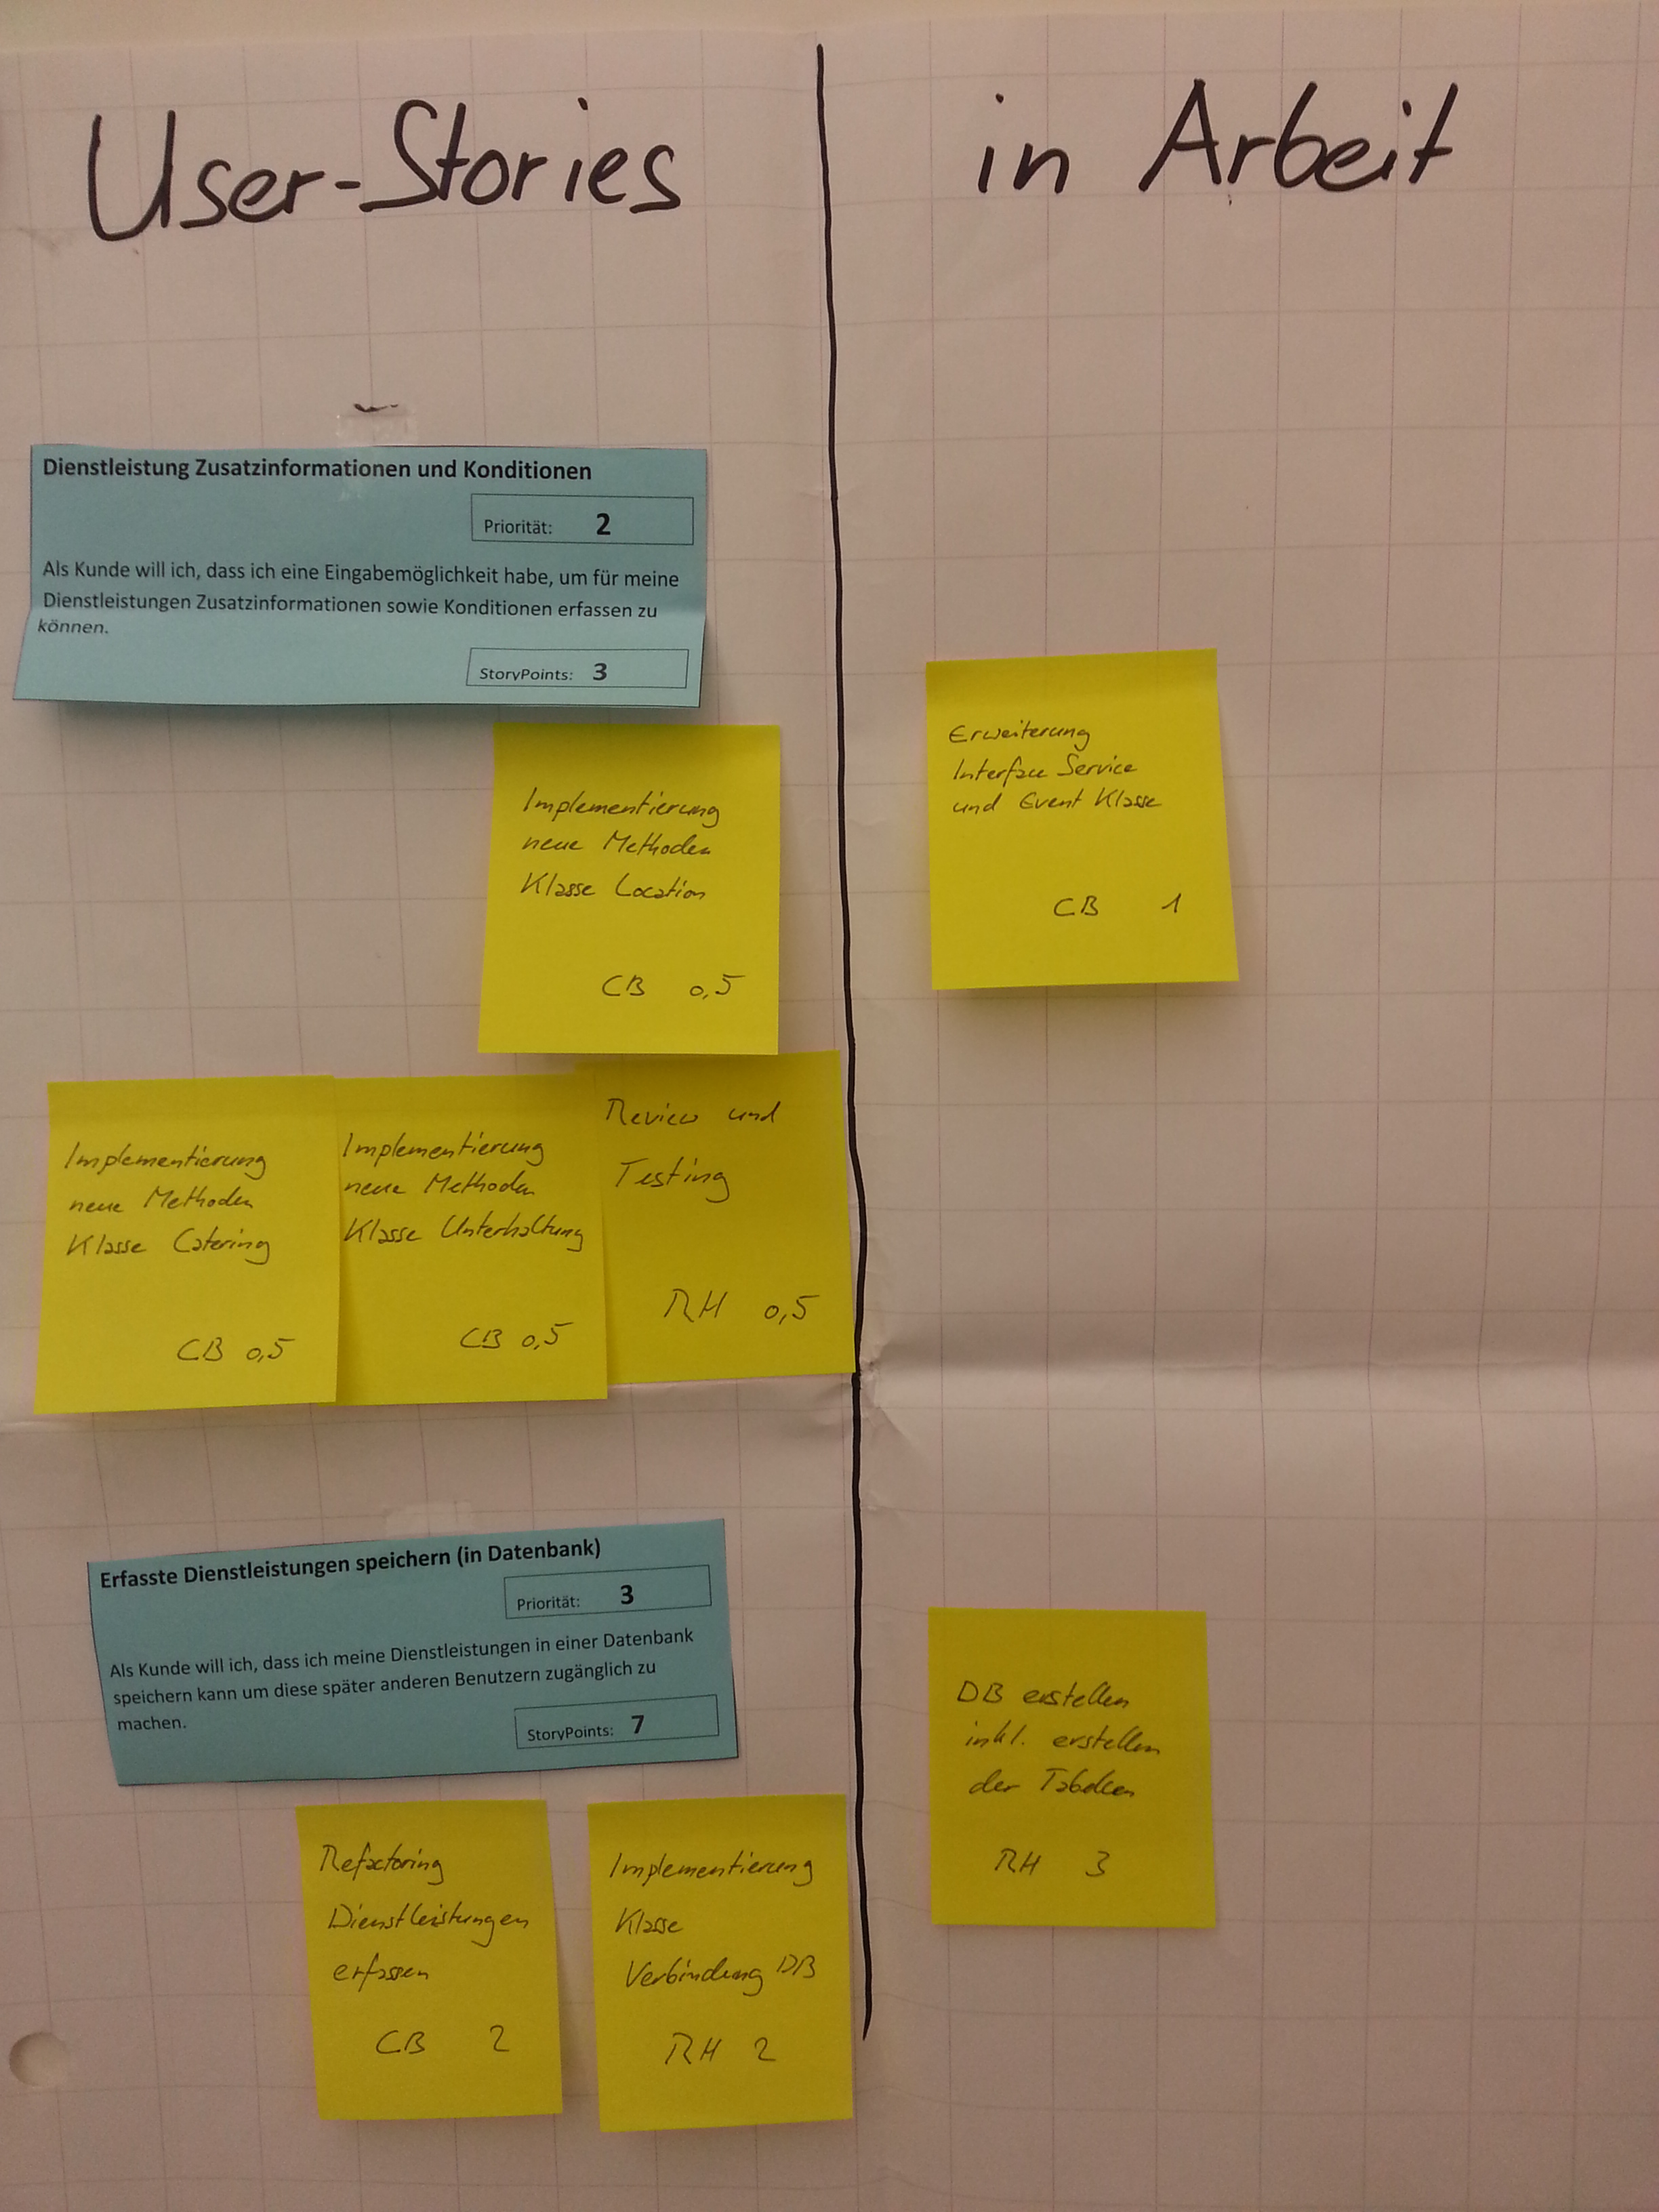 User-Stories
in Arbeit
Dienstleistung Zusatzinformationen und Konditionen
Priorität: 2
Als Kunde will ich, dass ich eine Eingabemöglichkeit habe, um für meine
Dienstleistungen Zusatzinformationen sowie Konditionen erfassen zu
können.
StoryPoints: 3
Implementierung
neue Methoden
Klasse Location
CB 0,5
Erweiterung
Interface Service
und Event Klasse
CB 1
Implementierung
neue Methoden
Klasse Catering
CB 0,5
Implementierung
neue Methoden
Klasse Unterhaltung
CB 0,5
Review und
Testing
RH 0,5
Erfasste Dienstleistungen speichern (in Datenbank)
Priorität: 3
Als Kunde will ich, dass ich meine Dienstleistungen in einer Datenbank
speichern kann um diese später anderen Benutzern zugänglich zu
machen.
StoryPoints: 7
Refactoring
Dienstleistungen
erfassen
CB 2
Implementierung
Klasse
Verbindung DB
RH 2
DB erstellen
inkl. erstellen
der Tabellen
RH 3